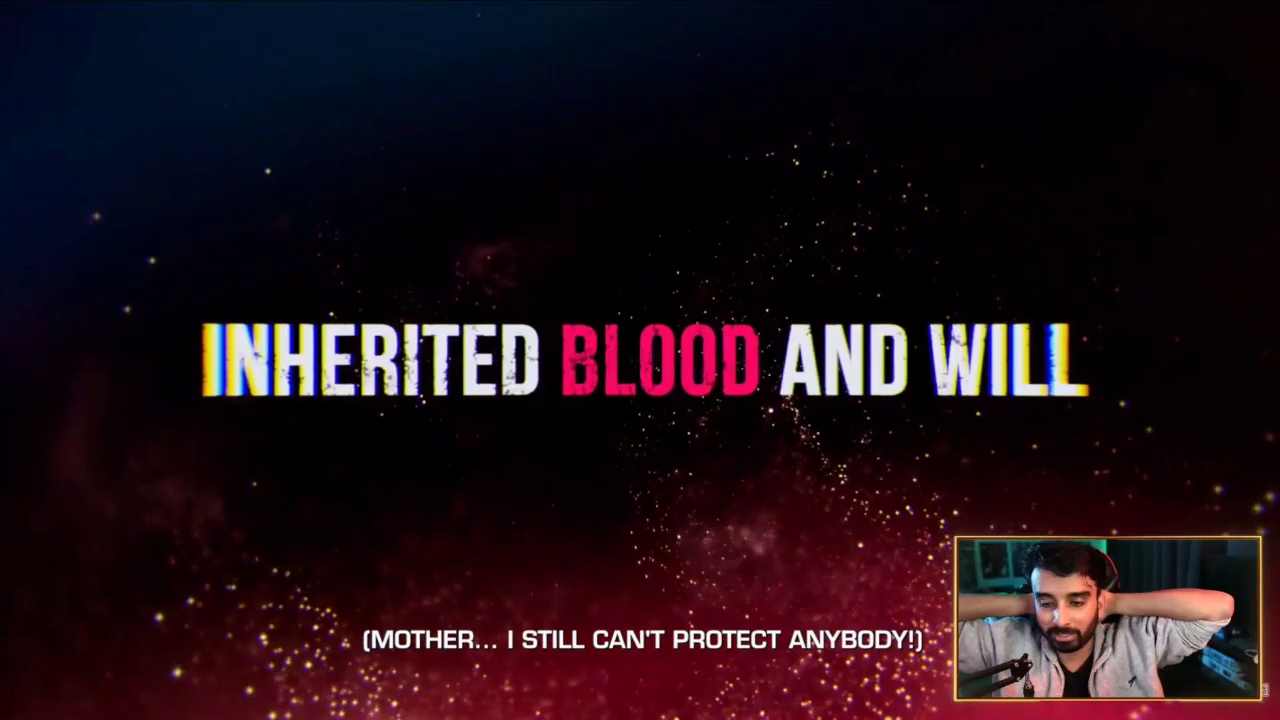 INHERITED BLOOD AND WILL
(MOTHER... I STILL CAN'T PROTECT ANYBODY!)